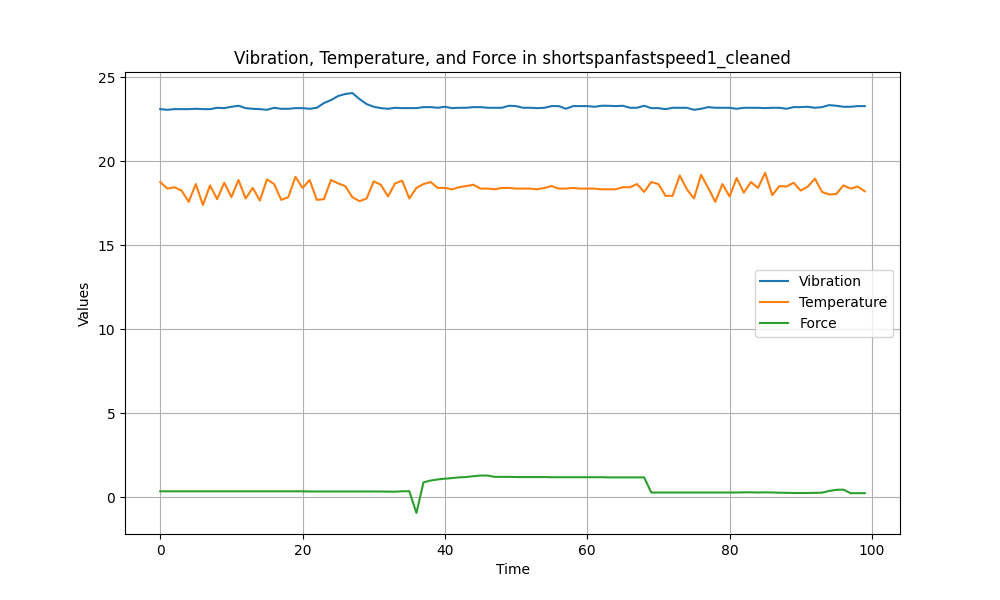 Vibration, Temperature, and Force in shortspanfastspeed1_cleaned
25
20
15
10
5
0
Values
Vibration
Temperature
Force
0 20 40 60 80 100
Time